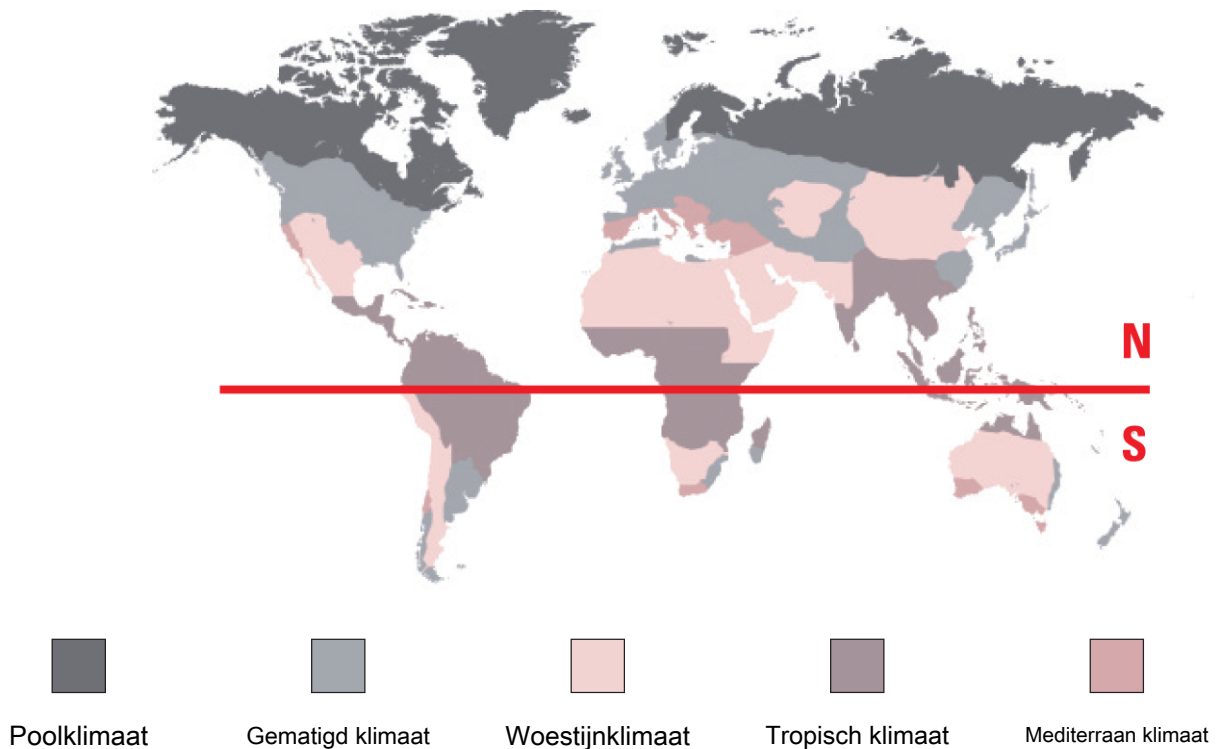 N
S
Poolklimaat
Gematigd klimaat
Woestijnklimaat
Tropisch klimaat
Mediterraan klimaat